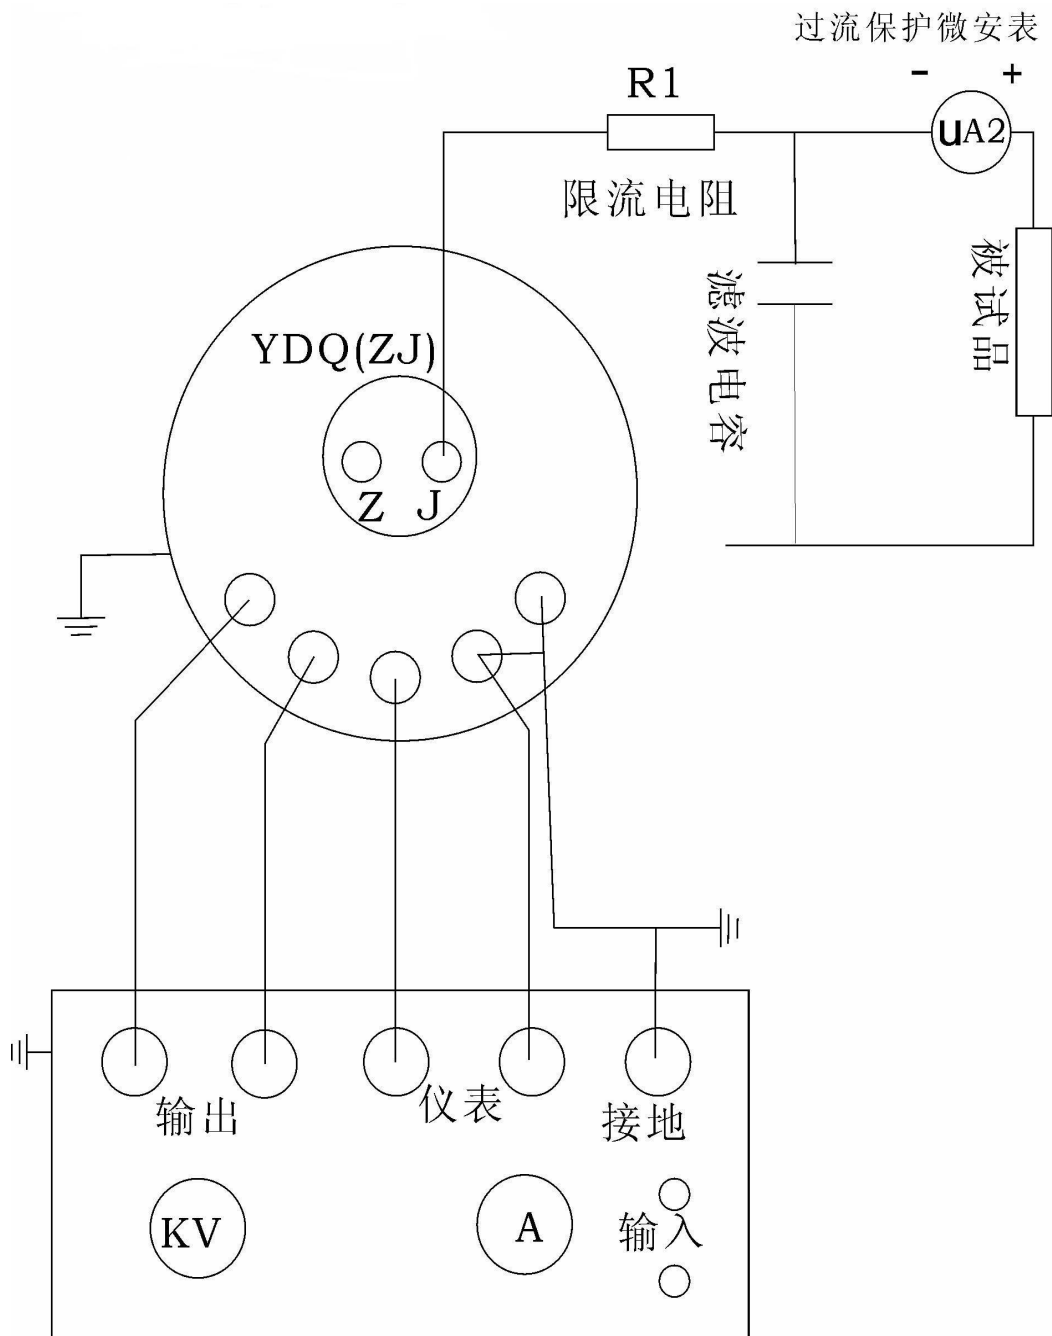 过流保护微安表
- +
R1
uA2
限流电阻
滤波电容
被试品
YDQ(ZJ)
Z J
输出
仪表
接地
KV
A
输入